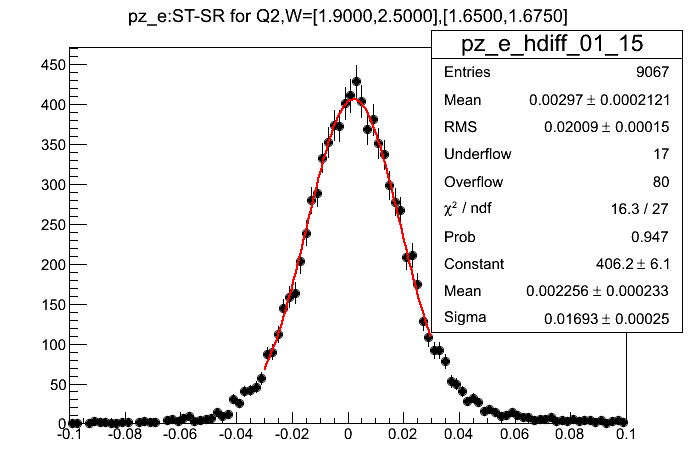 pz_e:ST-SR for Q2,W=[1.9000,2.5000],[1.6500,1.6750]
pz_e_hdiff_01_15
Entries 9067
Mean 0.00297 ± 0.0002121
RMS 0.02009 ± 0.00015
Underflow 17
Overflow 80
χ² / ndf 16.3 / 27
Prob 0.947
Constant 406.2 ± 6.1
Mean 0.002256 ± 0.000233
Sigma 0.01693 ± 0.00025
450
400
350
300
250
200
150
100
50
0
-0.1 -0.08 -0.06 -0.04 -0.02 0 0.02 0.04 0.06 0.08 0.1